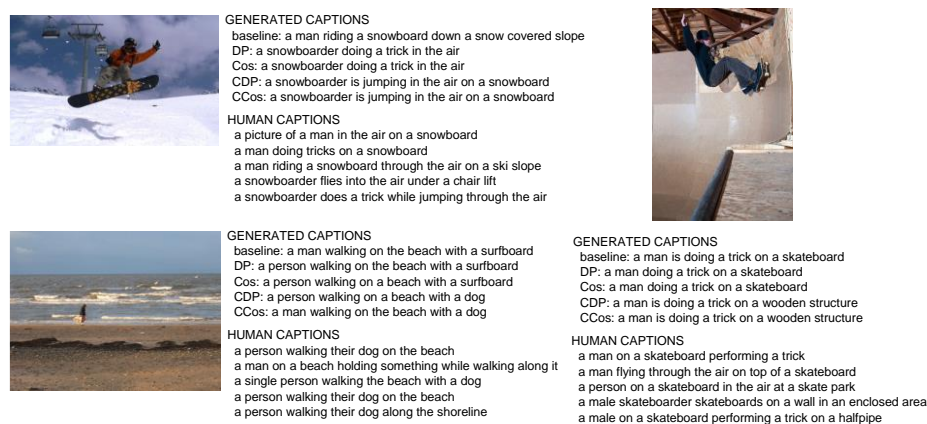 GENERATED CAPTIONS
baseline: a man riding a snowboard down a snow covered slope
DP: a snowboarder doing a trick in the air
Cos: a snowboarder doing a trick in the air
CDP: a snowboarder is jumping in the air on a snowboard
CCos: a snowboarder is jumping in the air on a snowboard
HUMAN CAPTIONS
a picture of a man in the air on a snowboard
a man doing tricks on a snowboard
a man riding a snowboard through the air on a ski slope
a snowboarder flies into the air under a chair lift
a snowboarder does a trick while jumping through the air
GENERATED CAPTIONS
baseline: a man walking on the beach with a surfboard
DP: a person walking on the beach with a surfboard
Cos: a person walking on a beach with a surfboard
CDP: a person walking on a beach with a dog
CCos: a man walking on the beach with a dog
HUMAN CAPTIONS
a person walking their dog on the beach
a man on a beach holding something while walking along it
a single person walking the beach with a dog
a person walking their dog on the beach
a person walking their dog along the shoreline
GENERATED CAPTIONS
baseline: a man is doing a trick on a skateboard
DP: a man doing a trick on a skateboard
Cos: a man doing a trick on a skateboard
CDP: a man is doing a trick on a wooden structure
CCos: a man is doing a trick on a wooden structure
HUMAN CAPTIONS
a man on a skateboard performing a trick
a man flying through the air on top of a skateboard
a person on a skateboard in the air at a skate park
a male skateboarder skateboards on a wall in an enclosed area
a male on a skateboard performing a trick on a halfpipe